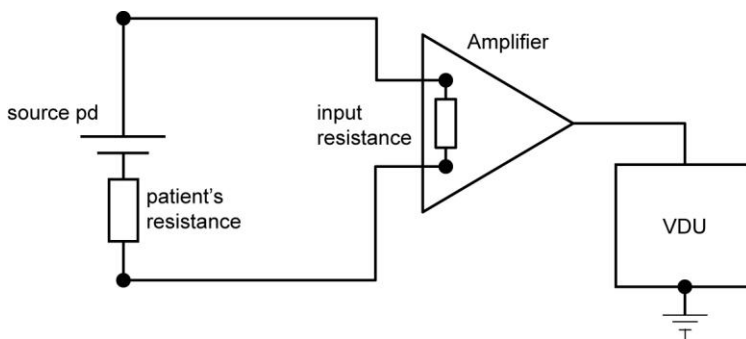 Amplifier
source pd
input
resistance
patient's
resistance
VDU